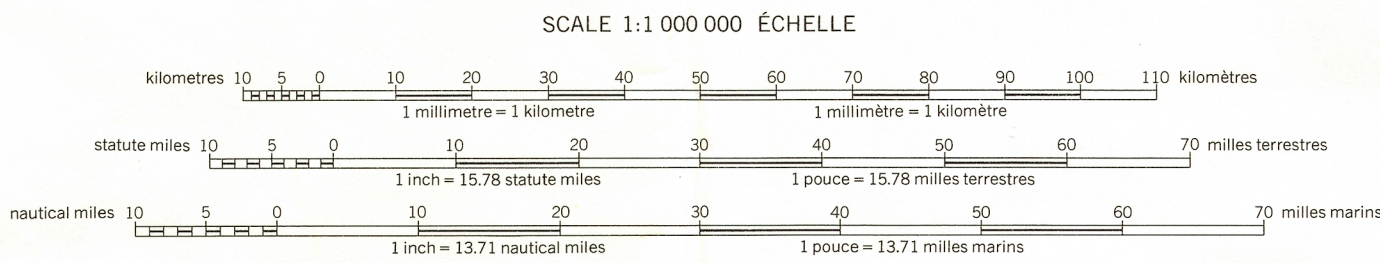 SCALE 1:1 000 000 ÉCHELLE
kilometres 10 5 0 10 20 30 40 50 60 70 80 90 100 110 kilomètres
1 millimetre = 1 kilometre 1 millimètre = 1 kilomètre
statute miles 10 5 0 10 20 30 40 50 60 70 milles terrestres
1 inch = 15.78 statute miles 1 pouce = 15.78 milles terrestres
nautical miles 10 5 0 10 20 30 40 50 60 70 milles marins
1 inch = 13.71 nautical miles 1 pouce = 13.71 milles marins